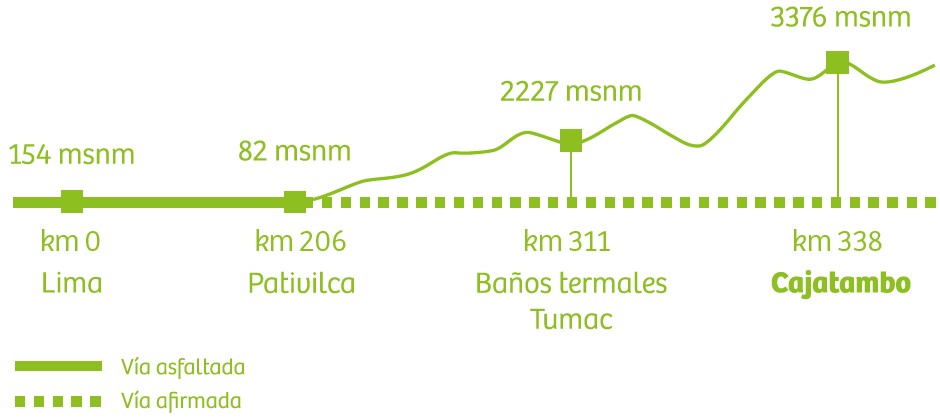 3376 msnm
2227 msnm
154 msnm
82 msnm
km 0
km 206
km 311
km 338
Lima
Pativilca
Baños termales
Tumac
Cajatambo
Vía asfaltada
Vía afirmada